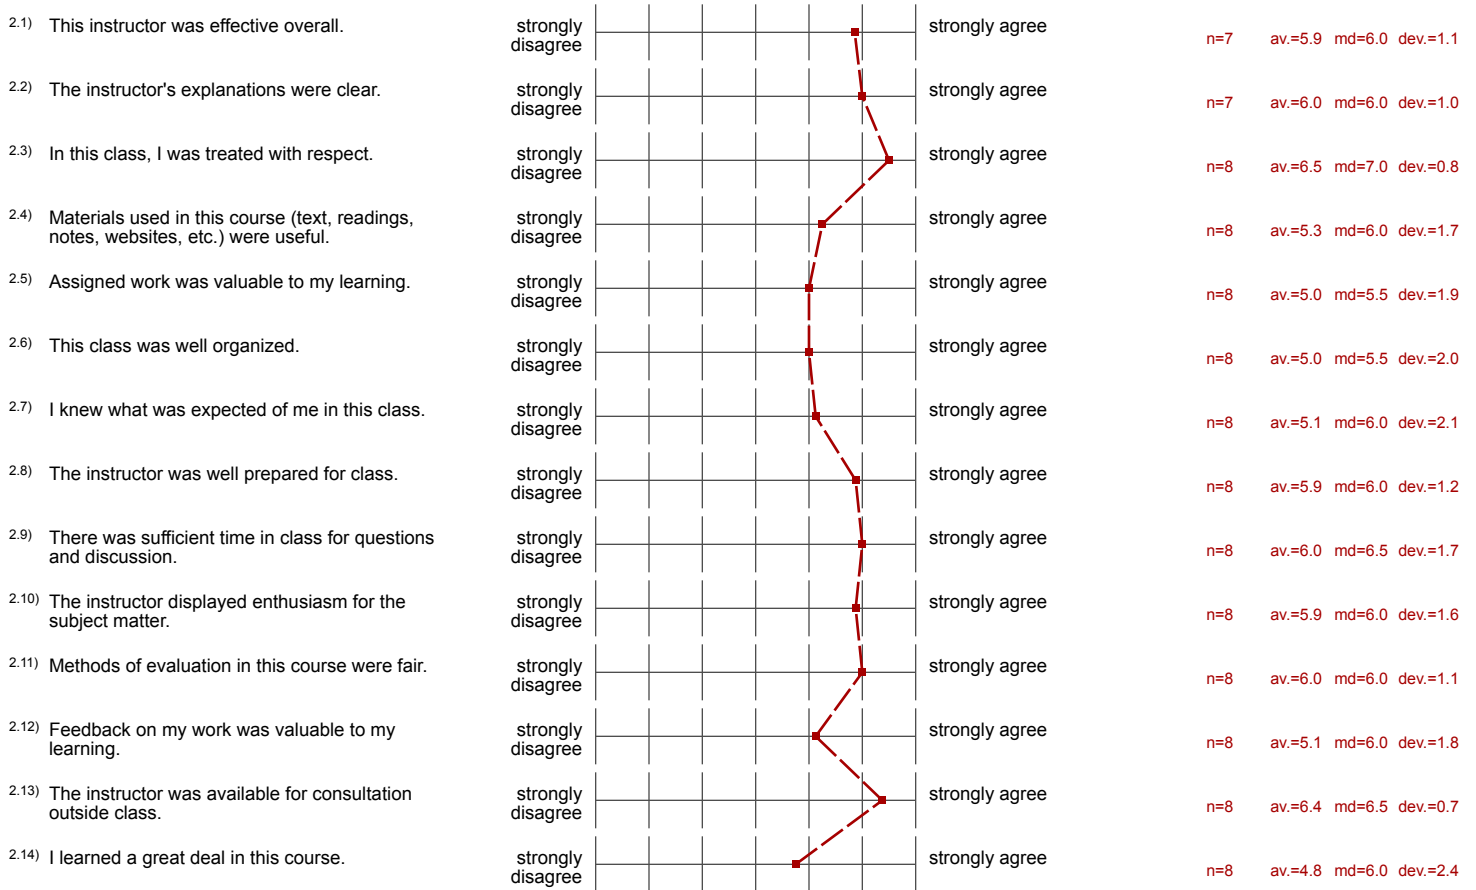 2.1) This instructor was effective overall. strongly disagree strongly agree n=7 av.=5.9 md=6.0 dev.=1.1
2.2) The instructor's explanations were clear. strongly disagree strongly agree n=7 av.=6.0 md=6.0 dev.=1.0
2.3) In this class, I was treated with respect. strongly disagree strongly agree n=8 av.=6.5 md=7.0 dev.=0.8
2.4) Materials used in this course (text, readings,
notes, websites, etc.) were useful. strongly disagree strongly agree n=8 av.=5.3 md=6.0 dev.=1.7
2.5) Assigned work was valuable to my learning. strongly disagree strongly agree n=8 av.=5.0 md=5.5 dev.=1.9
2.6) This class was well organized. strongly disagree strongly agree n=8 av.=5.0 md=5.5 dev.=2.0
2.7) I knew what was expected of me in this class. strongly disagree strongly agree n=8 av.=5.1 md=6.0 dev.=2.1
2.8) The instructor was well prepared for class. strongly disagree strongly agree n=8 av.=5.9 md=6.0 dev.=1.2
2.9) There was sufficient time in class for questions
and discussion. strongly disagree strongly agree n=8 av.=6.0 md=6.5 dev.=1.7
2.10) The instructor displayed enthusiasm for the
subject matter. strongly disagree strongly agree n=8 av.=5.9 md=6.0 dev.=1.6
2.11) Methods of evaluation in this course were fair. strongly disagree strongly agree n=8 av.=6.0 md=6.0 dev.=1.1
2.12) Feedback on my work was valuable to my
learning. strongly disagree strongly agree n=8 av.=5.1 md=6.0 dev.=1.8
2.13) The instructor was available for consultation
outside class. strongly disagree strongly agree n=8 av.=6.4 md=6.5 dev.=0.7
2.14) I learned a great deal in this course. strongly disagree strongly agree n=8 av.=4.8 md=6.0 dev.=2.4